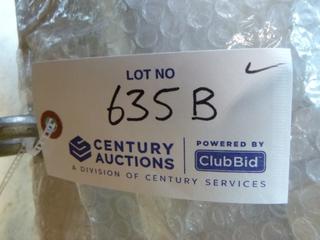 LOT NO
635 B
CENTURY
AUCTIONS
A DIVISION OF CENTURY SERVICES
POWERED BY
ClubBid